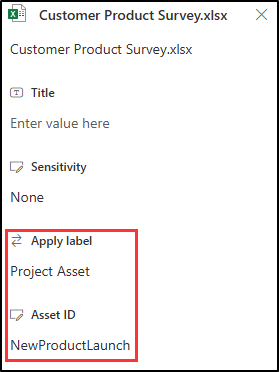 Customer Product Survey.xlsx
Customer Product Survey.xlsx
Title
Enter value here
Sensitivity
None
Apply label
Project Asset
Asset ID
NewProductLaunch